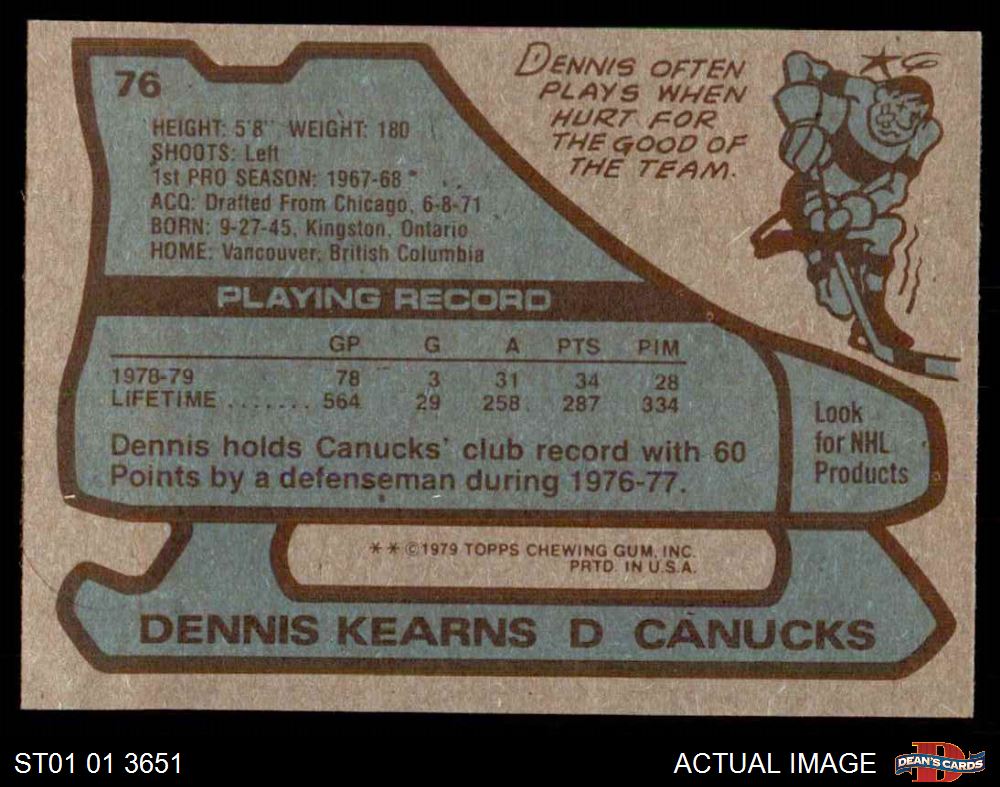 76
DENNIS OFTEN
PLAYS WHEN
HURT FOR
THE GOOD OF
THE TEAM.
HEIGHT: 5'8" WEIGHT: 180
SHOOTS: Left
1st PRO SEASON: 1967-68
ACQ: Drafted From Chicago, 6-8-71
BORN: 9-27-45, Kingston, Ontario
HOME: Vancouver, British Columbia
PLAYING RECORD
GP G A PTS PIM
1978-79 78 3 31 34 28
LIFETIME ........ 564 29 258 287 334
Dennis holds Canucks' club record with 60
Points by a defenseman during 1976-77.
Look
for NHL
Products
* * ©1979 TOPPS CHEWING GUM, INC.
PRTD. IN U.S.A.
DENNIS KEARNS D CANUCKS
ST01 01 3651
ACTUAL IMAGE
DEAN'S CARDS